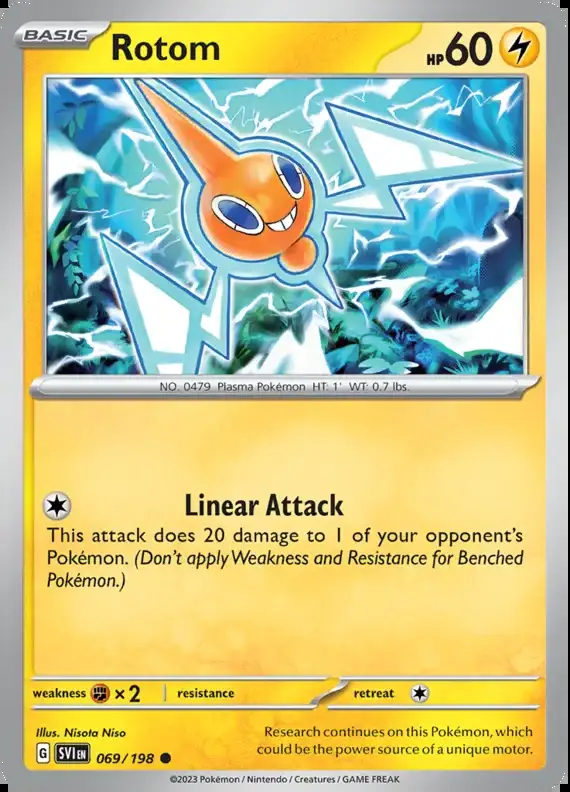 BASIC
Rotom
HP60
NO. 0479 Plasma Pokémon HT: 1' WT: 0.7 lbs.
Linear Attack
This attack does 20 damage to 1 of your opponent's
Pokémon. (Don't apply Weakness and Resistance for Benched
Pokémon.)
weakness ×2 resistance retreat
Illus. Nisota Niso
G SVI EN 069/198
Research continues on this Pokémon, which
could be the power source of a unique motor.
©2023 Pokémon / Nintendo / Creatures / GAME FREAK